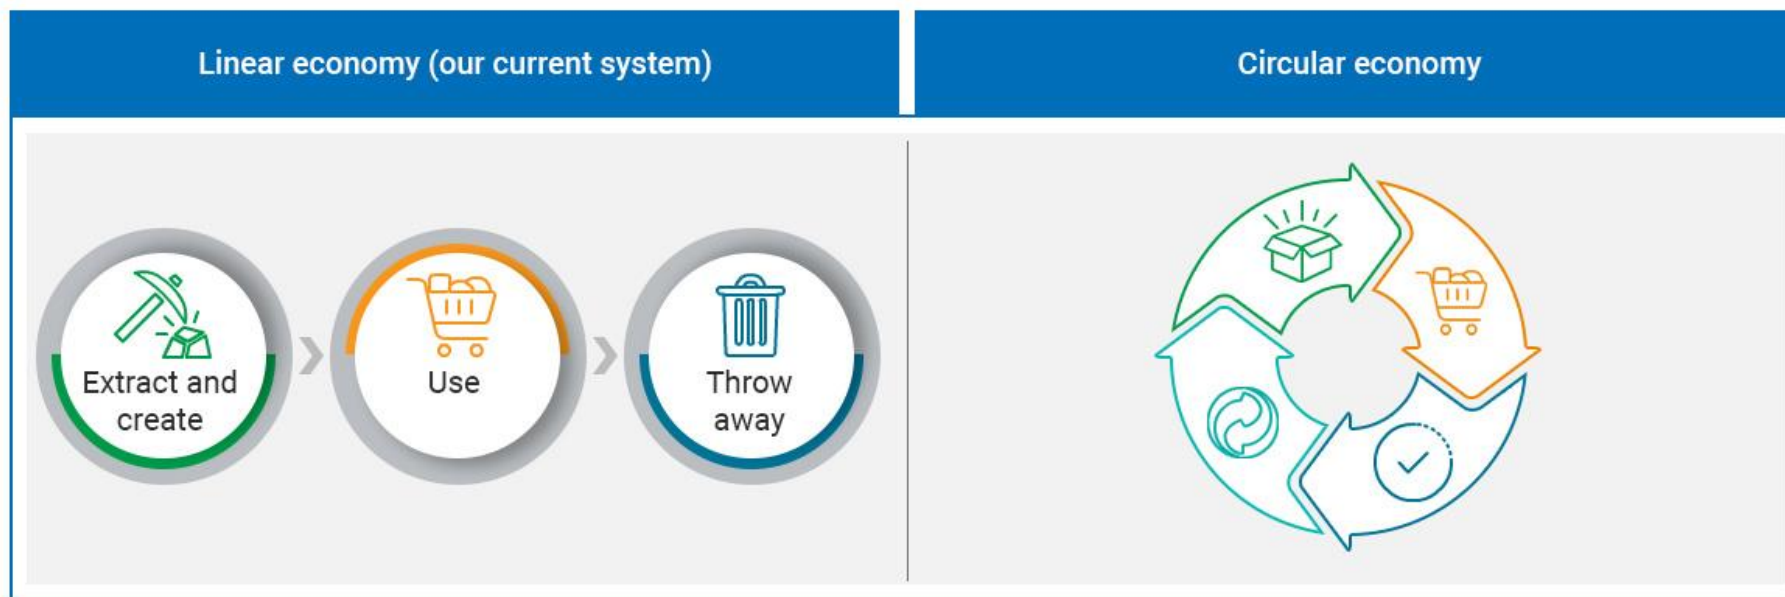 Linear economy (our current system)
Circular economy
Extract and
create
Use
Throw
away